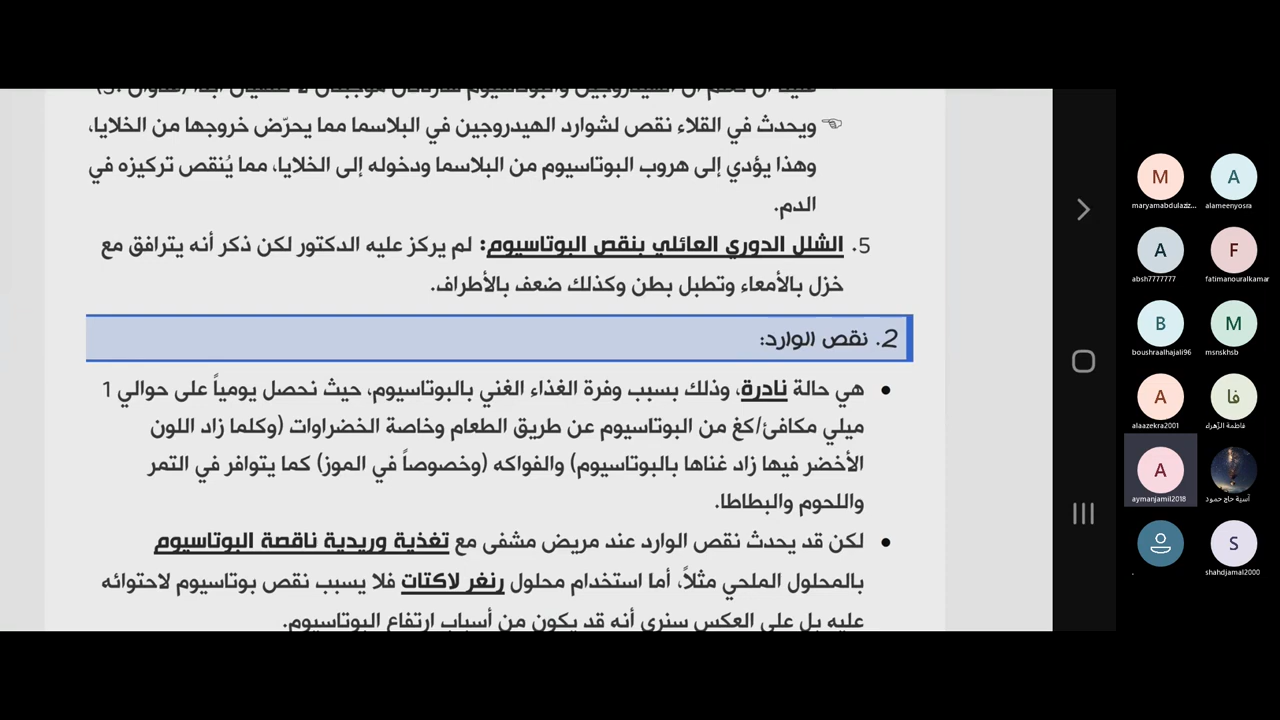 ويحدث في القلاء نقص لشوارد الهيدروجين في البلاسما مما يحرّض خروجها من الخلايا،
وهذا يؤدي إلى هروب البوتاسيوم من البلاسما ودخوله إلى الخلايا، مما يُنقص تركيزه في
الدم.
5. الشلل الدوري العائلي بنقص البوتاسيوم: لم يركز عليه الدكتور لكن ذكر أنه يترافق مع
خزل بالأمعاء وتطبل بطن وكذلك ضعف بالأطراف.
2. نقص الوارد:
• هي حالة نادرة، وذلك بسبب وفرة الغذاء الغني بالبوتاسيوم، حيث نحصل يومياً على حوالي 1
ميلي مكافئ/كغ من البوتاسيوم عن طريق الطعام وخاصة الخضراوات (وكلما زاد اللون
الأخضر فيها زاد غناها بالبوتاسيوم) والفواكه (وخصوصاً في الموز) كما يتوافر في التمر
واللحوم والبطاطا.
• لكن قد يحدث نقص الوارد عند مريض مشفى مع تغذية وريدية ناقصة البوتاسيوم
بالمحلول الملحي مثلاً، أما استخدام محلول رنغر لاكتات فلا يسبب نقص بوتاسيوم لاحتوائه
عليه بل على العكس سنرى أنه قد يكون من أسباب ارتفاع البوتاسيوم.
M
maryamabdulaziz...
A
alameenyosra
A
absh7777777
F
fatimanouralkamar
B
boushraalhajali96
M
msnskhsb
A
alaazekra2001
فا
فاطمة الزّهراء
A
aymanjamil2018
آسية حاج حمود
.
S
shahdjamal2000